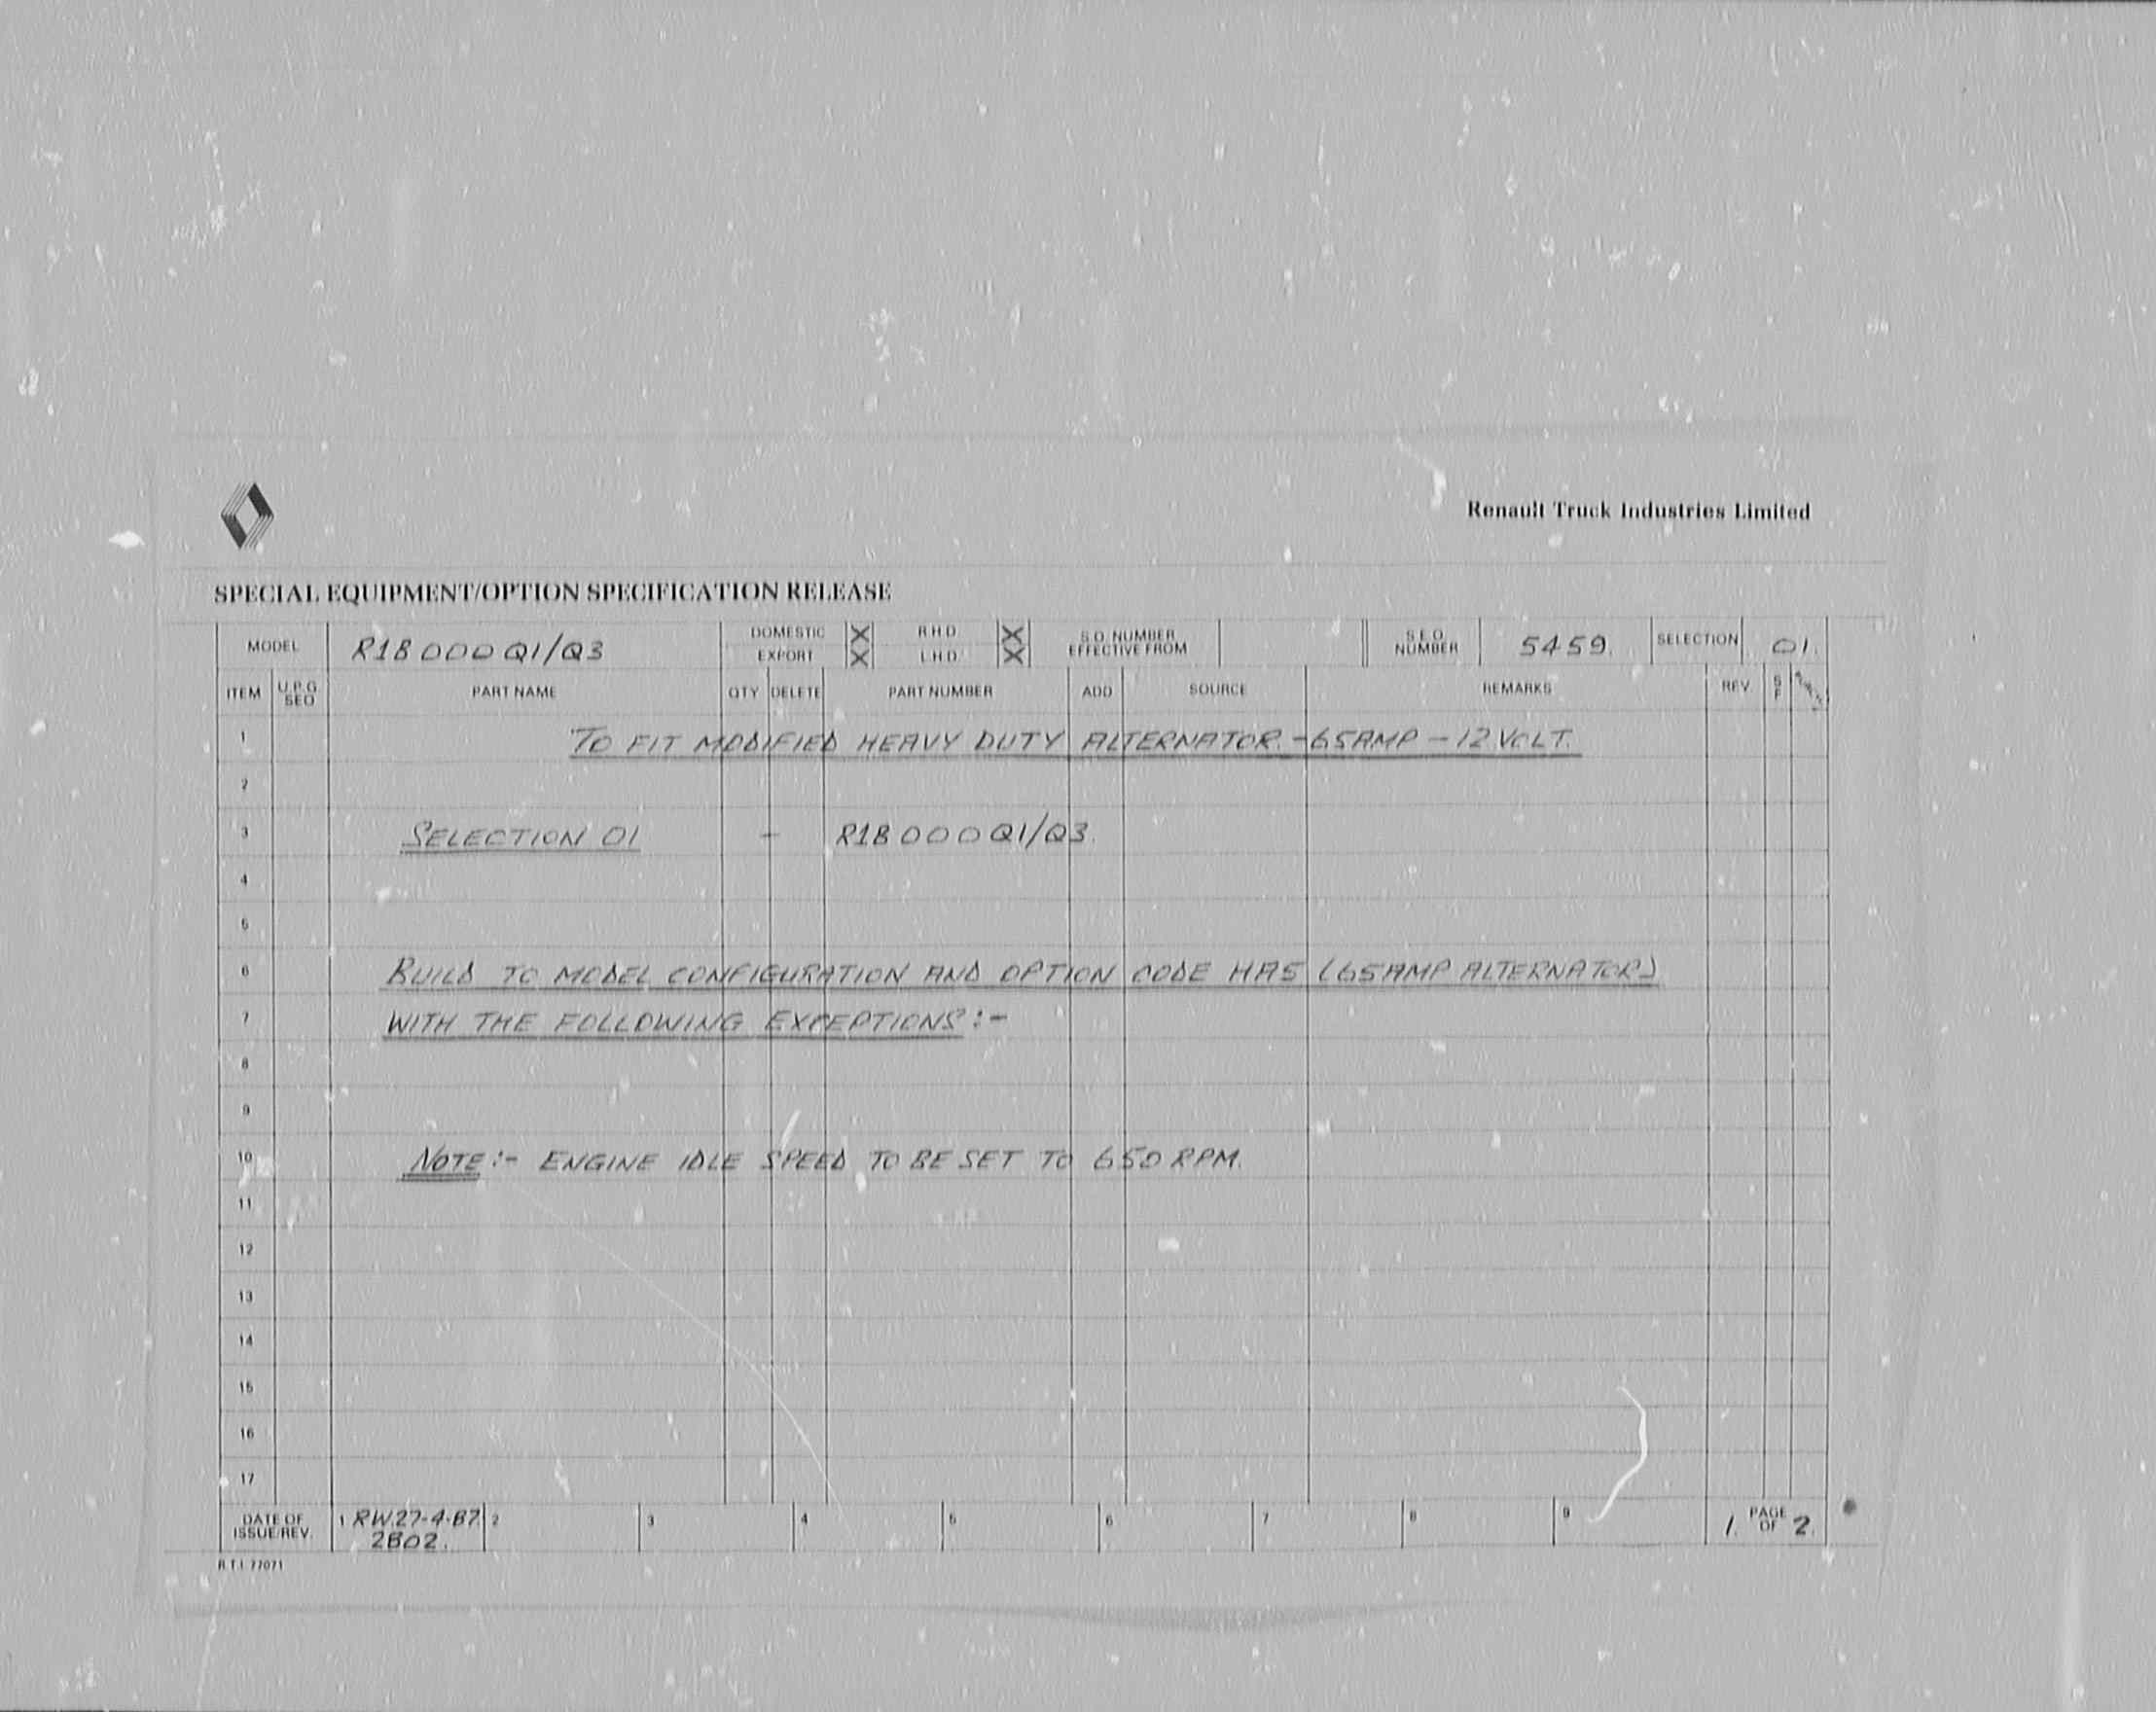 Renault Truck Industries Limited
SPECIAL EQUIPMENT/OPTION SPECIFICATION RELEASE
MODEL R1B000Q1/Q3 DOMESTIC X R.H.D X S.O. NUMBER EFFECTIVE FROM S.E.O. NUMBER 5459. SELECTION 01.
EXPORT X L.H.D X
ITEM U.P.G SEQ PART NAME QTY DELETE PART NUMBER ADD SOURCE REMARKS REV S F
1 TO FIT MODIFIED HEAVY DUTY ALTERNATOR. -65AMP - 12 VOLT.
2
3 SELECTION 01 - R1B000Q1/Q3.
4
5
6 BUILD TO MODEL CONFIGURATION AND OPTION CODE HAS (65AMP ALTERNATOR)
7 WITH THE FOLLOWING EXCEPTIONS:-
8
9
10 NOTE:- ENGINE IDLE SPEED TO BE SET TO 650 RPM.
11
12
13
14
15
16
17
DATE OF ISSUE/REV. 1 RW.27-4-87. 2 3 4 5 6 7 8 9 1. PAGE OF 2.
2802.
R.T.I. 77071